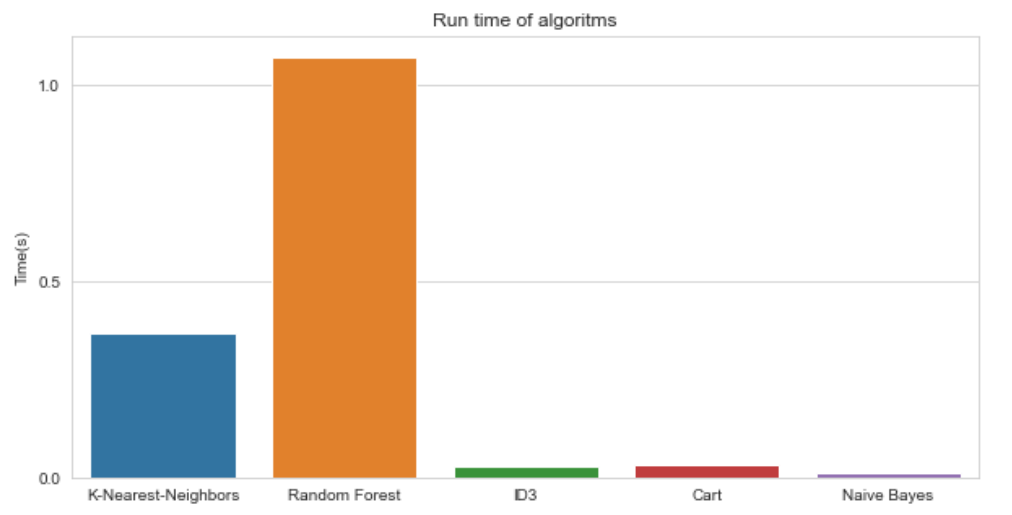 Run time of algoritms
Time(s)
1.0
0.5
0.0
K-Nearest-Neighbors Random Forest ID3 Cart Naive Bayes